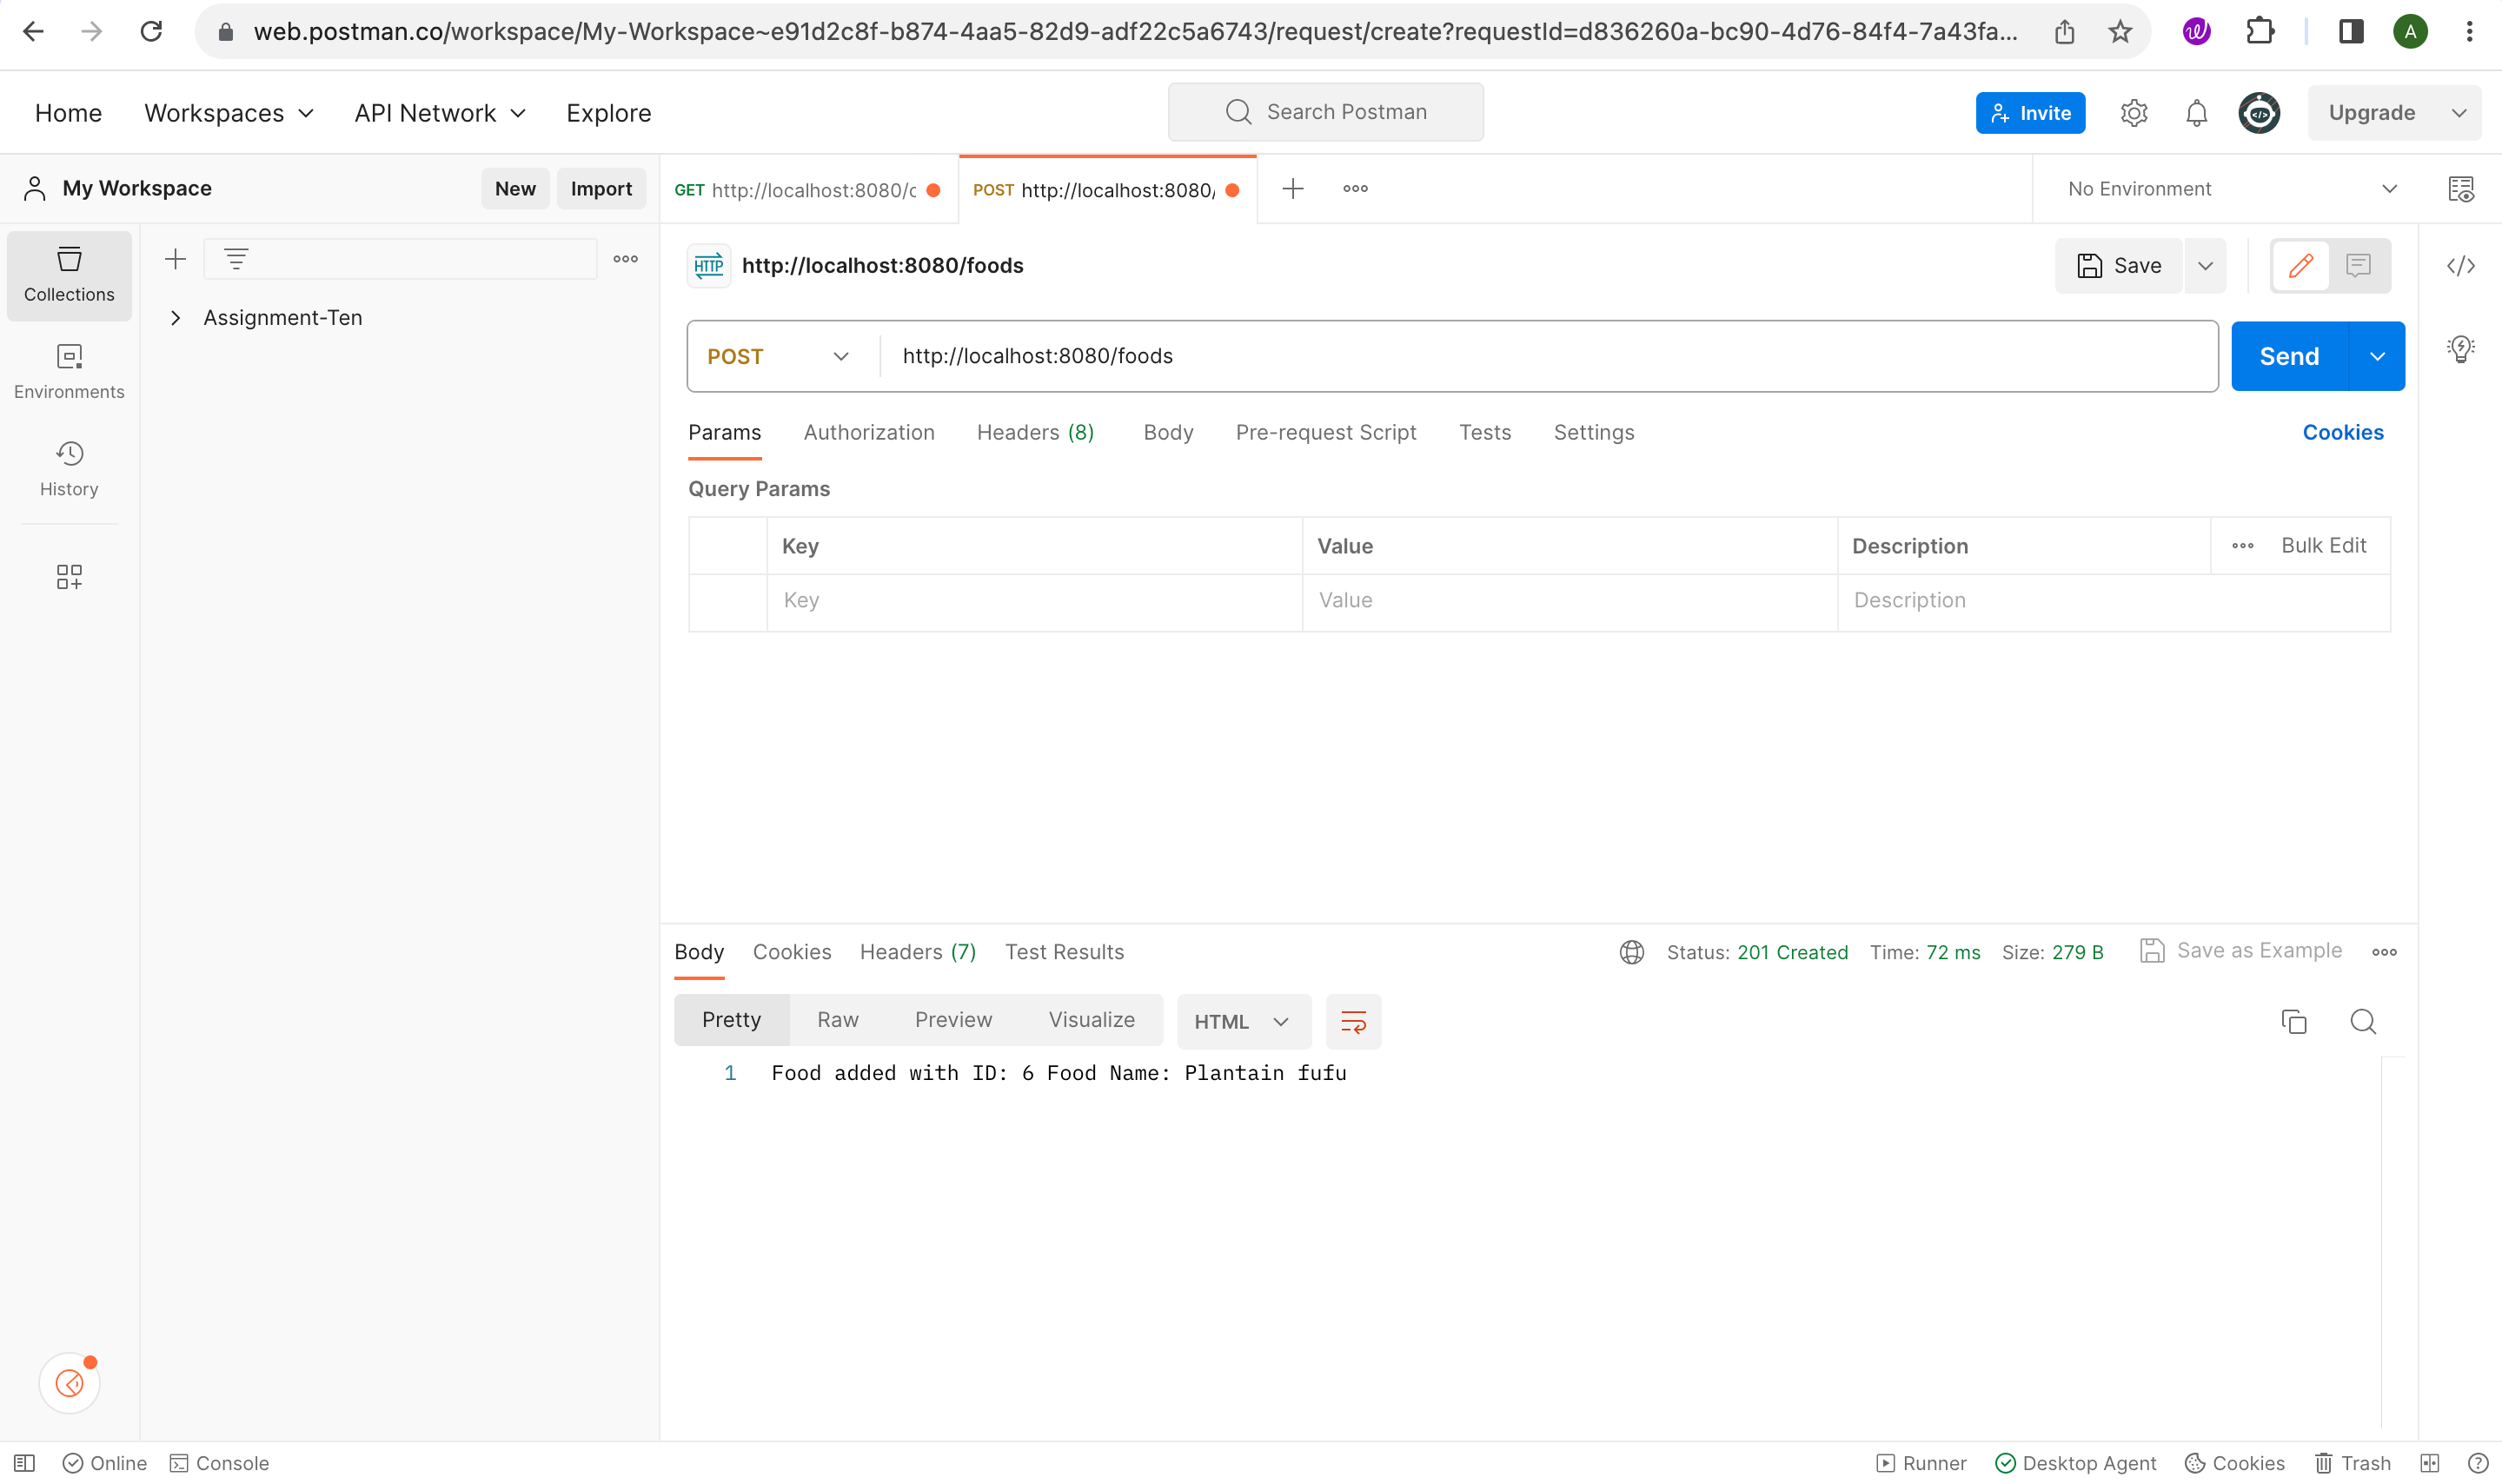 web.postman.co/workspace/My-Workspace~e91d2c8f-b874-4aa5-82d9-adf22c5a6743/request/create?requestId=d836260a-bc90-4d76-84f4-7a43fa...
A
Home Workspaces API Network Explore
Search Postman
Invite
Upgrade
My Workspace
New Import
GET http://localhost:8080/c
POST http://localhost:8080/
No Environment
Collections
Environments
History
Assignment-Ten
HTTP http://localhost:8080/foods
Save
POST http://localhost:8080/foods
Send
Params Authorization Headers (8) Body Pre-request Script Tests Settings
Cookies
Query Params
Key Value Description Bulk Edit
Key Value Description
Body Cookies Headers (7) Test Results
Status: 201 Created Time: 72 ms Size: 279 B Save as Example
Pretty Raw Preview Visualize HTML
1 Food added with ID: 6 Food Name: Plantain fufu
Online Console
Runner Desktop Agent Cookies Trash